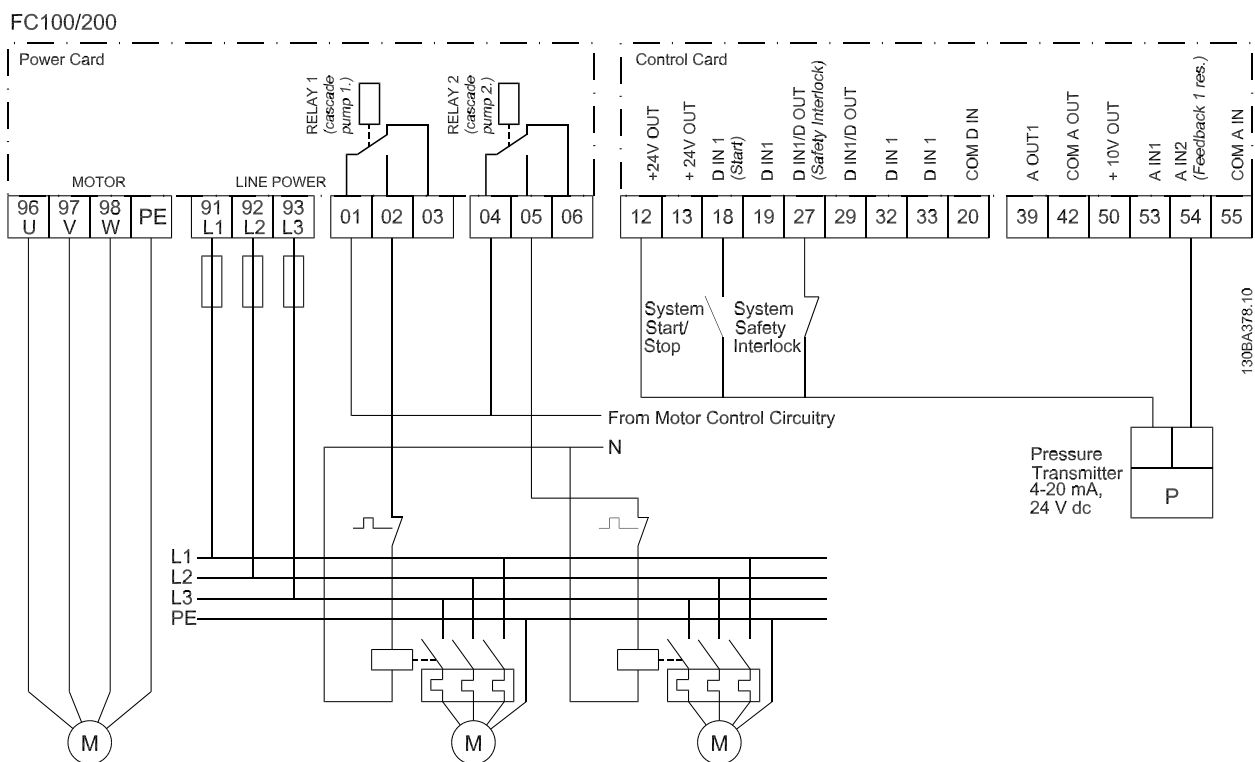 FC100/200
Power Card
RELAY 1
(cascade
pump 1.)
RELAY 2
(cascade
pump 2.)
MOTOR
LINE POWER
96
U
97
V
98
W
PE
91
L1
92
L2
93
L3
01
02
03
04
05
06
Control Card
+24V OUT
+ 24V OUT
D IN 1
(Start)
D IN1
D IN1/D OUT
(Safety Interlock)
D IN1/D OUT
D IN 1
D IN 1
COM D IN
A OUT1
COM A OUT
+ 10V OUT
A IN1
A IN2
(Feedback 1 res.)
COM A IN
12
13
18
19
27
29
32
33
20
39
42
50
53
54
55
System
Start/
Stop
System
Safety
Interlock
130BA378.10
From Motor Control Circuitry
N
Pressure
Transmitter
4-20 mA,
24 V dc
P
L1
L2
L3
PE
M
M
M